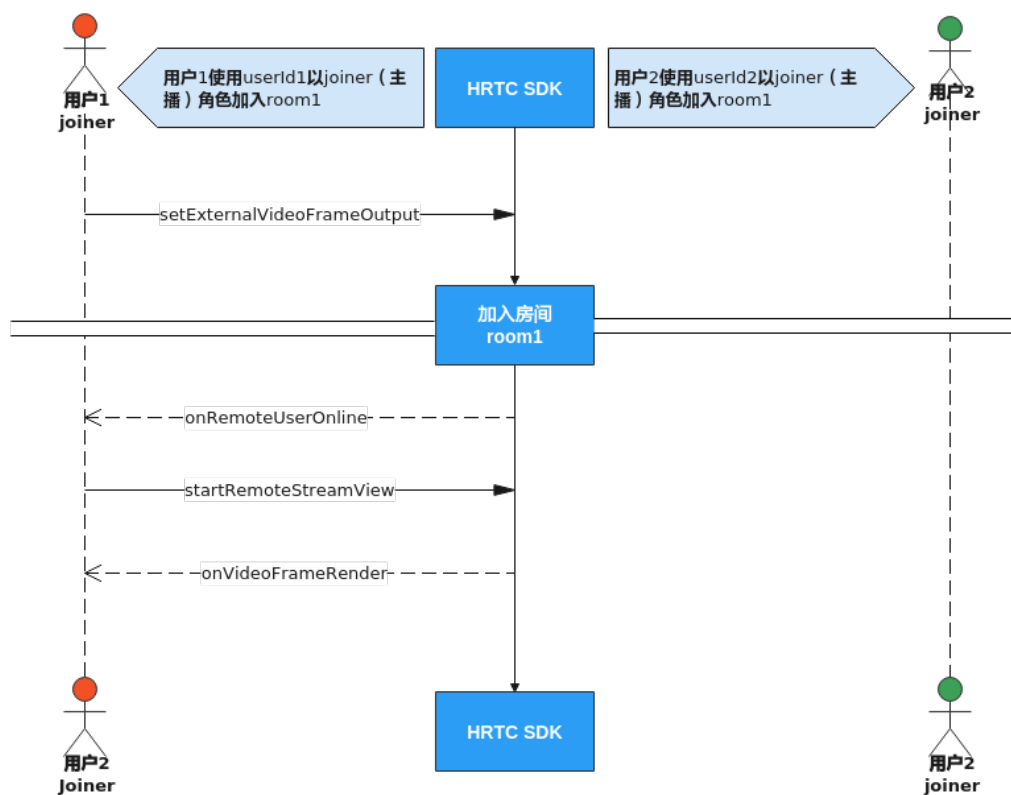 用户1
joiner
用户1使用userId1以joiner（主
播）角色加入room1
HRTC SDK
用户2使用userId2以joiner（主
播）角色加入room1
用户2
joiner
setExternalVideoFrameOutput
加入房间
room1
onRemoteUserOnline
startRemoteStreamView
onVideoFrameRender
用户2
Joiner
HRTC SDK
用户2
joiner